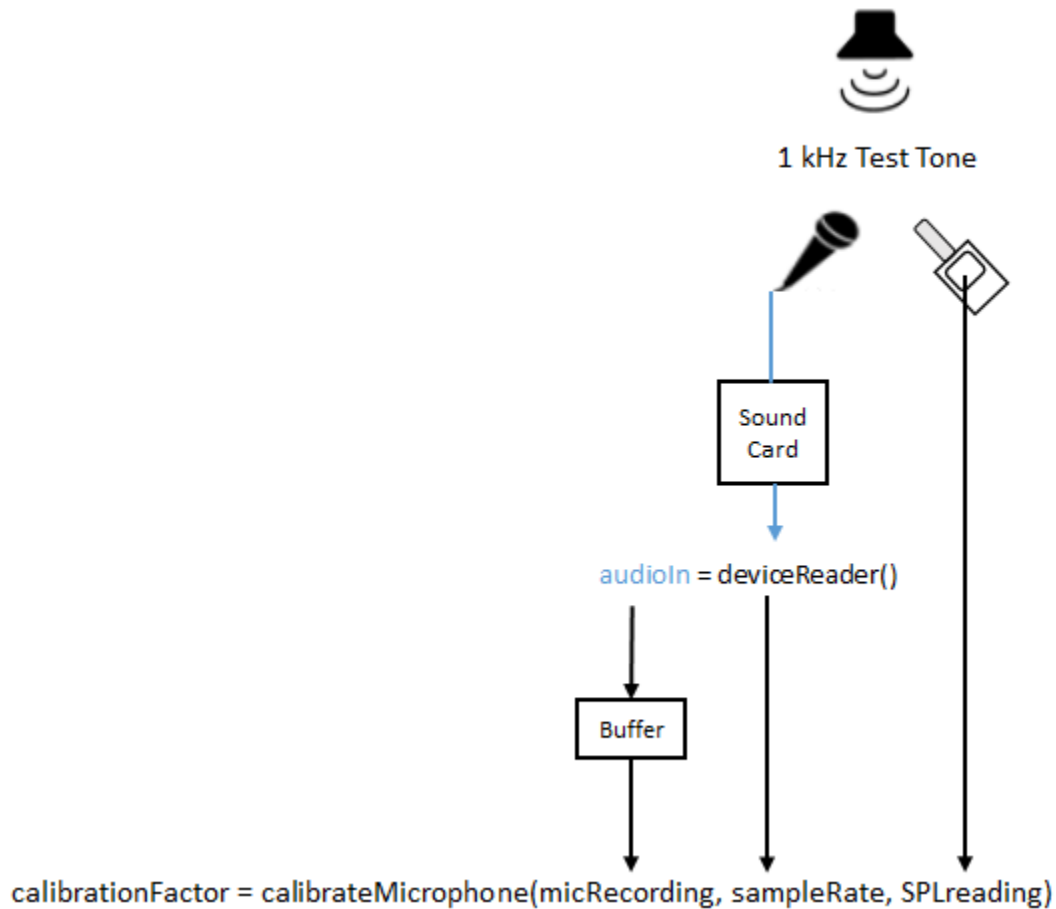 1 kHz Test Tone
Sound
Card
audioIn = deviceReader()
Buffer
calibrationFactor = calibrateMicrophone(micRecording, sampleRate, SPLreading)